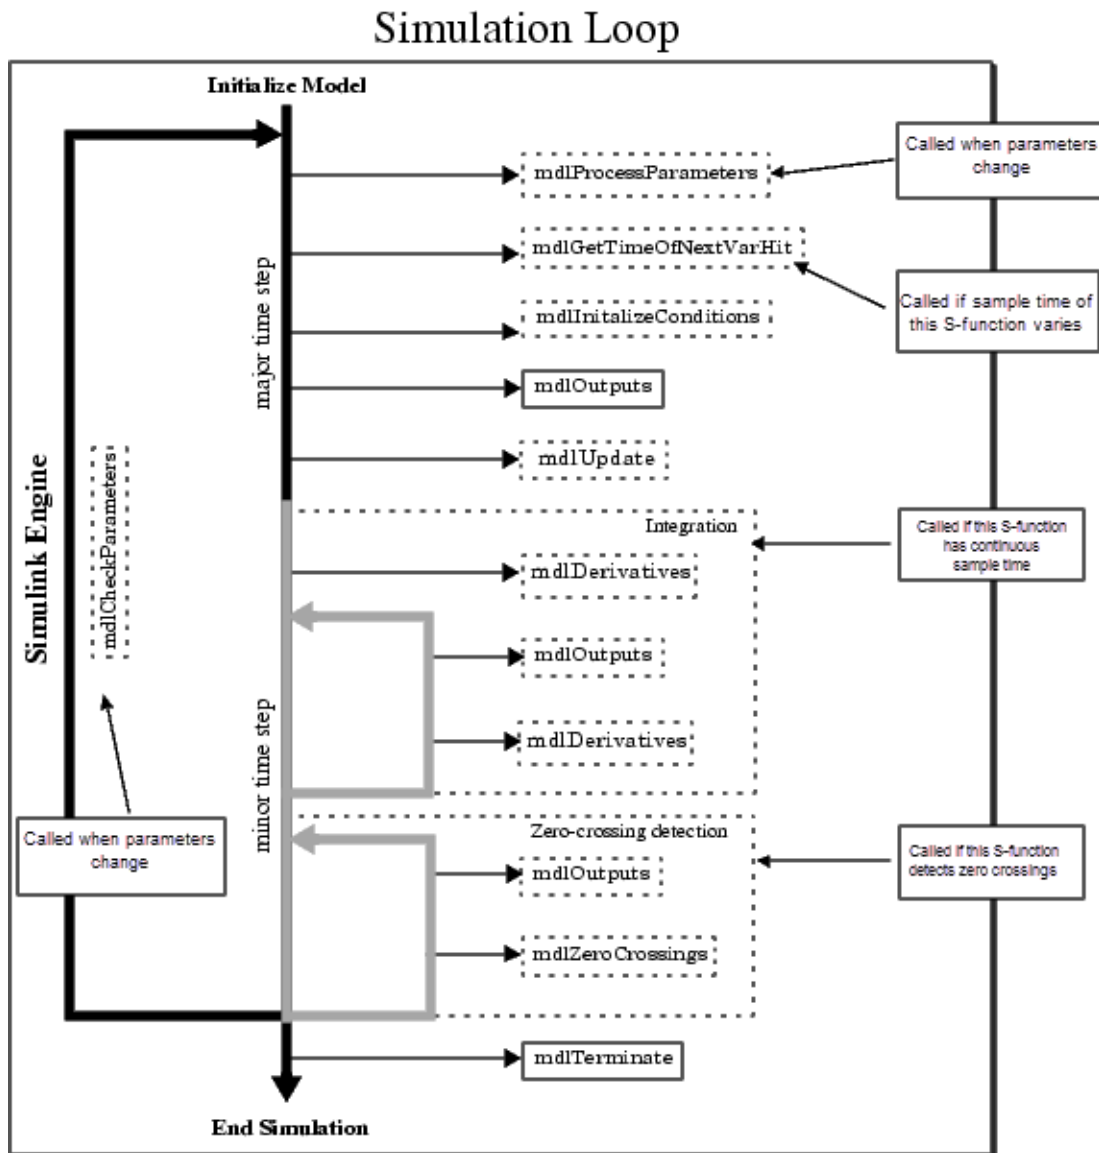 Simulation Loop
Initialize Model
Called when parameters
change
mdlProcessParameters
mdlGetTimeOfNextVarHit
Called if sample time of
this S-function varies
mdlInitalizeConditions
major time step
mdlOutputs
mdlUpdate
Simulink Engine
mdlCheckParameters
Integration
Called if this S-function
has continuous
sample time
mdlDerivatives
mdlOutputs
mdlDerivatives
minor time step
Called when parameters
change
Zero-crossing detection
Called if this S-function
detects zero crossings
mdlOutputs
mdlZeroCrossings
mdlTerminate
End Simulation